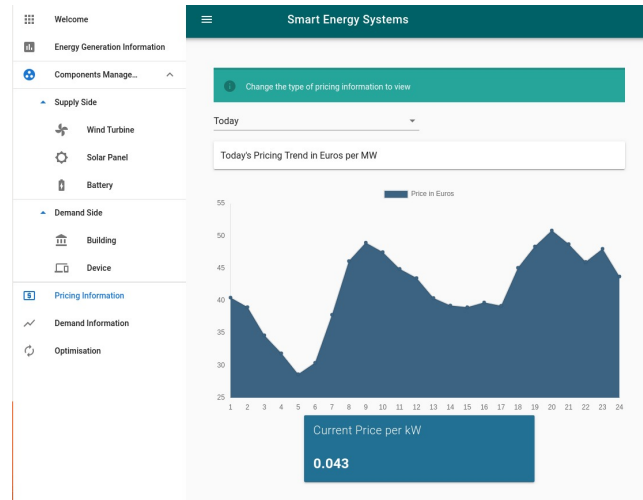 Welcome
Energy Generation Information
Components Manage...
Supply Side
Wind Turbine
Solar Panel
Battery
Demand Side
Building
Device
Pricing Information
Demand Information
Optimisation
Smart Energy Systems
Change the type of pricing information to view
Today
Today's Pricing Trend in Euros per MW
Price in Euros
55
50
45
40
35
30
25
1 2 3 4 5 6 7 8 9 10 11 12 13 14 15 16 17 18 19 20 21 22 23 24
Current Price per kW
0.043